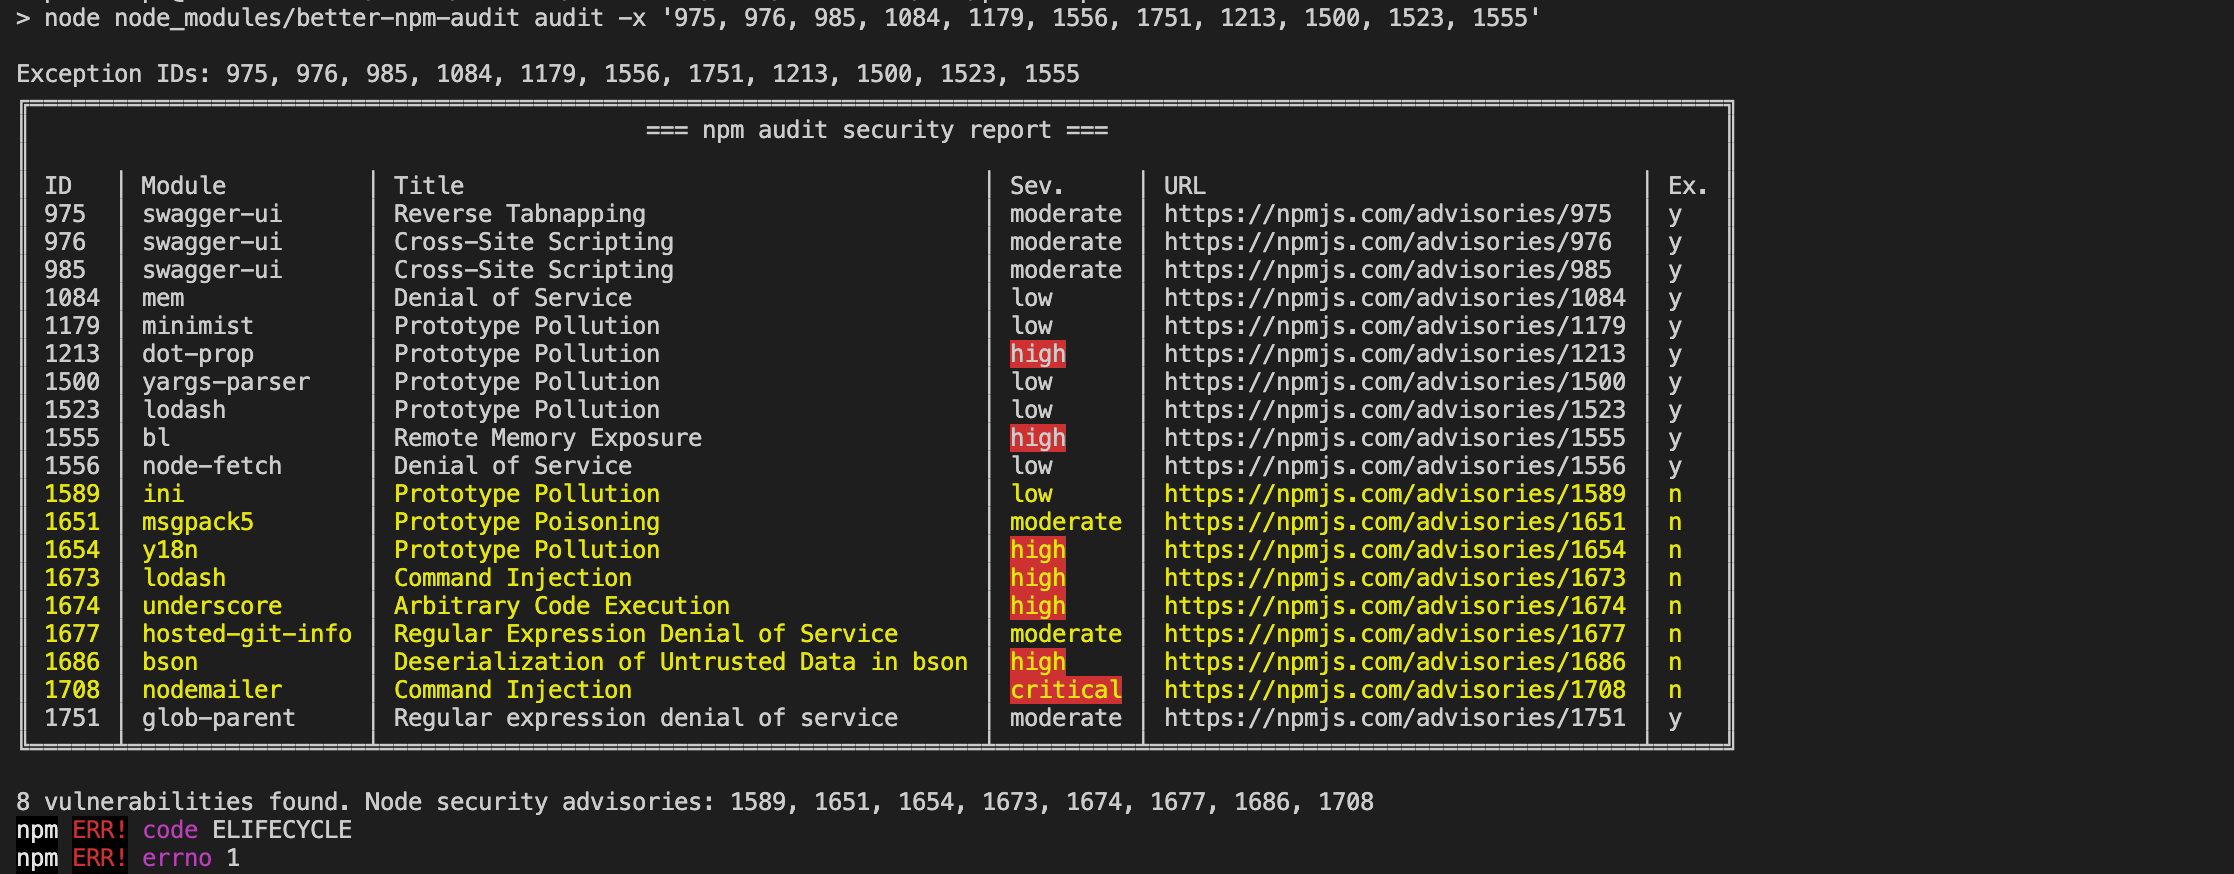 > node node_modules/better-npm-audit audit -x '975, 976, 985, 1084, 1179, 1556, 1751, 1213, 1500, 1523, 1555'
Exception IDs: 975, 976, 985, 1084, 1179, 1556, 1751, 1213, 1500, 1523, 1555
=== npm audit security report ===
ID Module Title Sev. URL Ex.
975 swagger-ui Reverse Tabnapping moderate https://npmjs.com/advisories/975 y
976 swagger-ui Cross-Site Scripting moderate https://npmjs.com/advisories/976 y
985 swagger-ui Cross-Site Scripting moderate https://npmjs.com/advisories/985 y
1084 mem Denial of Service low https://npmjs.com/advisories/1084 y
1179 minimist Prototype Pollution low https://npmjs.com/advisories/1179 y
1213 dot-prop Prototype Pollution high https://npmjs.com/advisories/1213 y
1500 yargs-parser Prototype Pollution low https://npmjs.com/advisories/1500 y
1523 lodash Prototype Pollution low https://npmjs.com/advisories/1523 y
1555 bl Remote Memory Exposure high https://npmjs.com/advisories/1555 y
1556 node-fetch Denial of Service low https://npmjs.com/advisories/1556 y
1589 ini Prototype Pollution low https://npmjs.com/advisories/1589 n
1651 msgpack5 Prototype Poisoning moderate https://npmjs.com/advisories/1651 n
1654 y18n Prototype Pollution high https://npmjs.com/advisories/1654 n
1673 lodash Command Injection high https://npmjs.com/advisories/1673 n
1674 underscore Arbitrary Code Execution high https://npmjs.com/advisories/1674 n
1677 hosted-git-info Regular Expression Denial of Service moderate https://npmjs.com/advisories/1677 n
1686 bson Deserialization of Untrusted Data in bson high https://npmjs.com/advisories/1686 n
1708 nodemailer Command Injection critical https://npmjs.com/advisories/1708 n
1751 glob-parent Regular expression denial of service moderate https://npmjs.com/advisories/1751 y
8 vulnerabilities found. Node security advisories: 1589, 1651, 1654, 1673, 1674, 1677, 1686, 1708
npm ERR! code ELIFECYCLE
npm ERR! errno 1